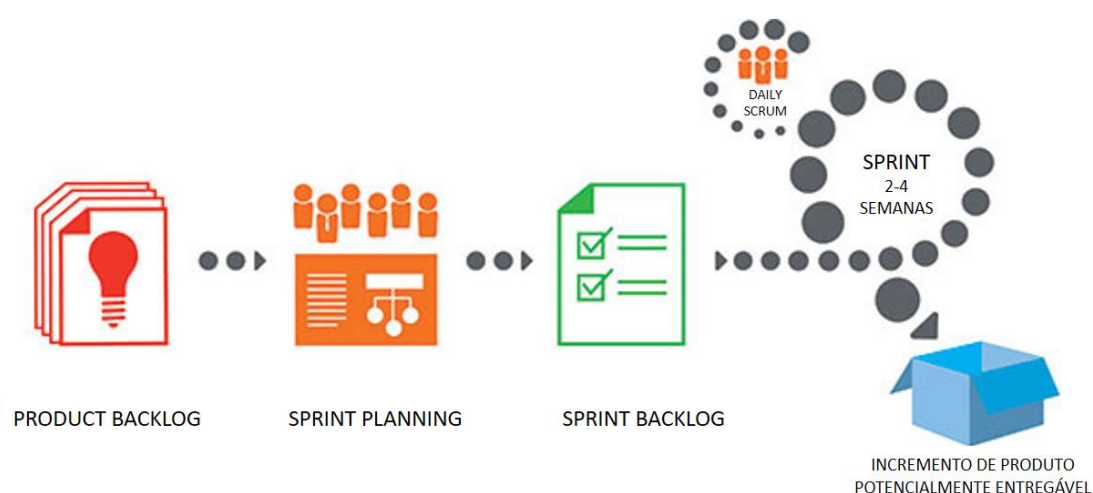 DAILY
SCRUM
SPRINT
2-4
SEMANAS
PRODUCT BACKLOG
SPRINT PLANNING
SPRINT BACKLOG
INCREMENTO DE PRODUTO
POTENCIALMENTE ENTREGÁVEL